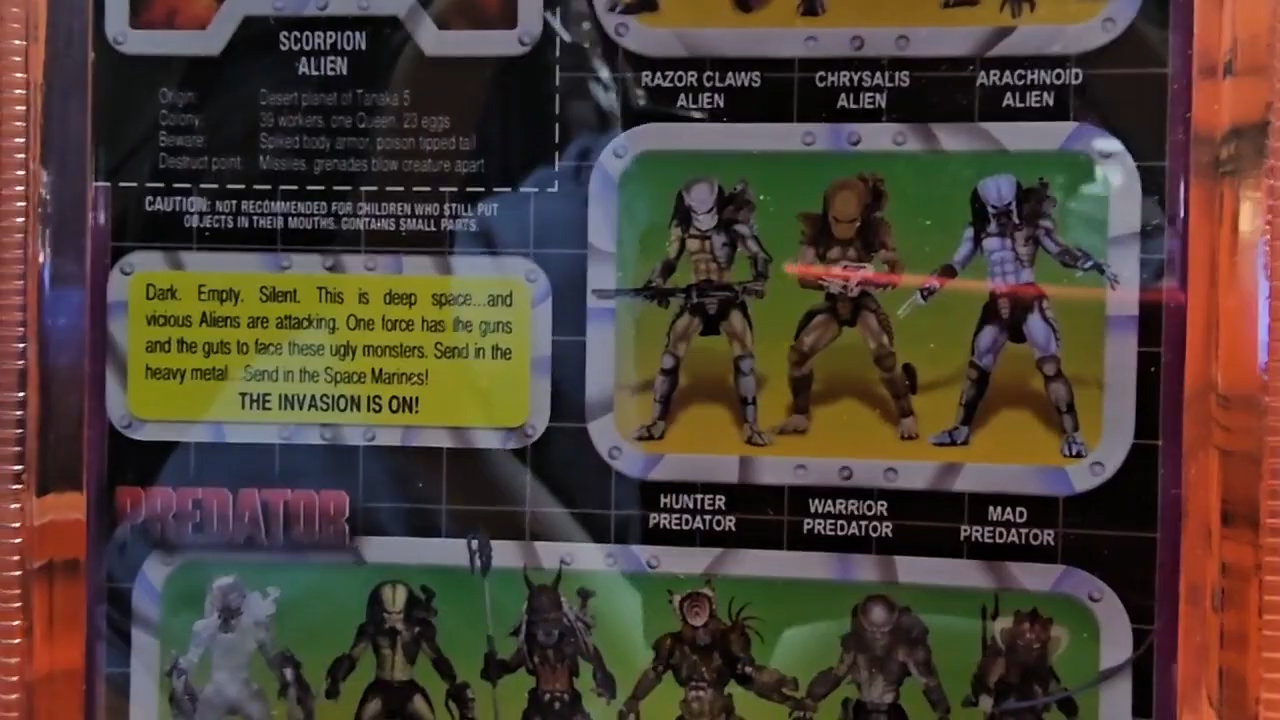 SCORPION
ALIEN
Origin: Desert planet of Tanaka 5
Colony: 39 workers, one Queen, 23 eggs
Beware: Spiked body armor, poison tipped tail
Destruct point: Missiles, grenades blow creature apart
CAUTION: NOT RECOMMENDED FOR CHILDREN WHO STILL PUT
OBJECTS IN THEIR MOUTHS. CONTAINS SMALL PARTS.
Dark. Empty. Silent. This is deep space...and
vicious Aliens are attacking. One force has the guns
and the guts to face these ugly monsters. Send in the
heavy metal...Send in the Space Marines!
THE INVASION IS ON!
PREDATOR
RAZOR CLAWS
ALIEN
CHRYSALIS
ALIEN
ARACHNOID
ALIEN
HUNTER
PREDATOR
WARRIOR
PREDATOR
MAD
PREDATOR